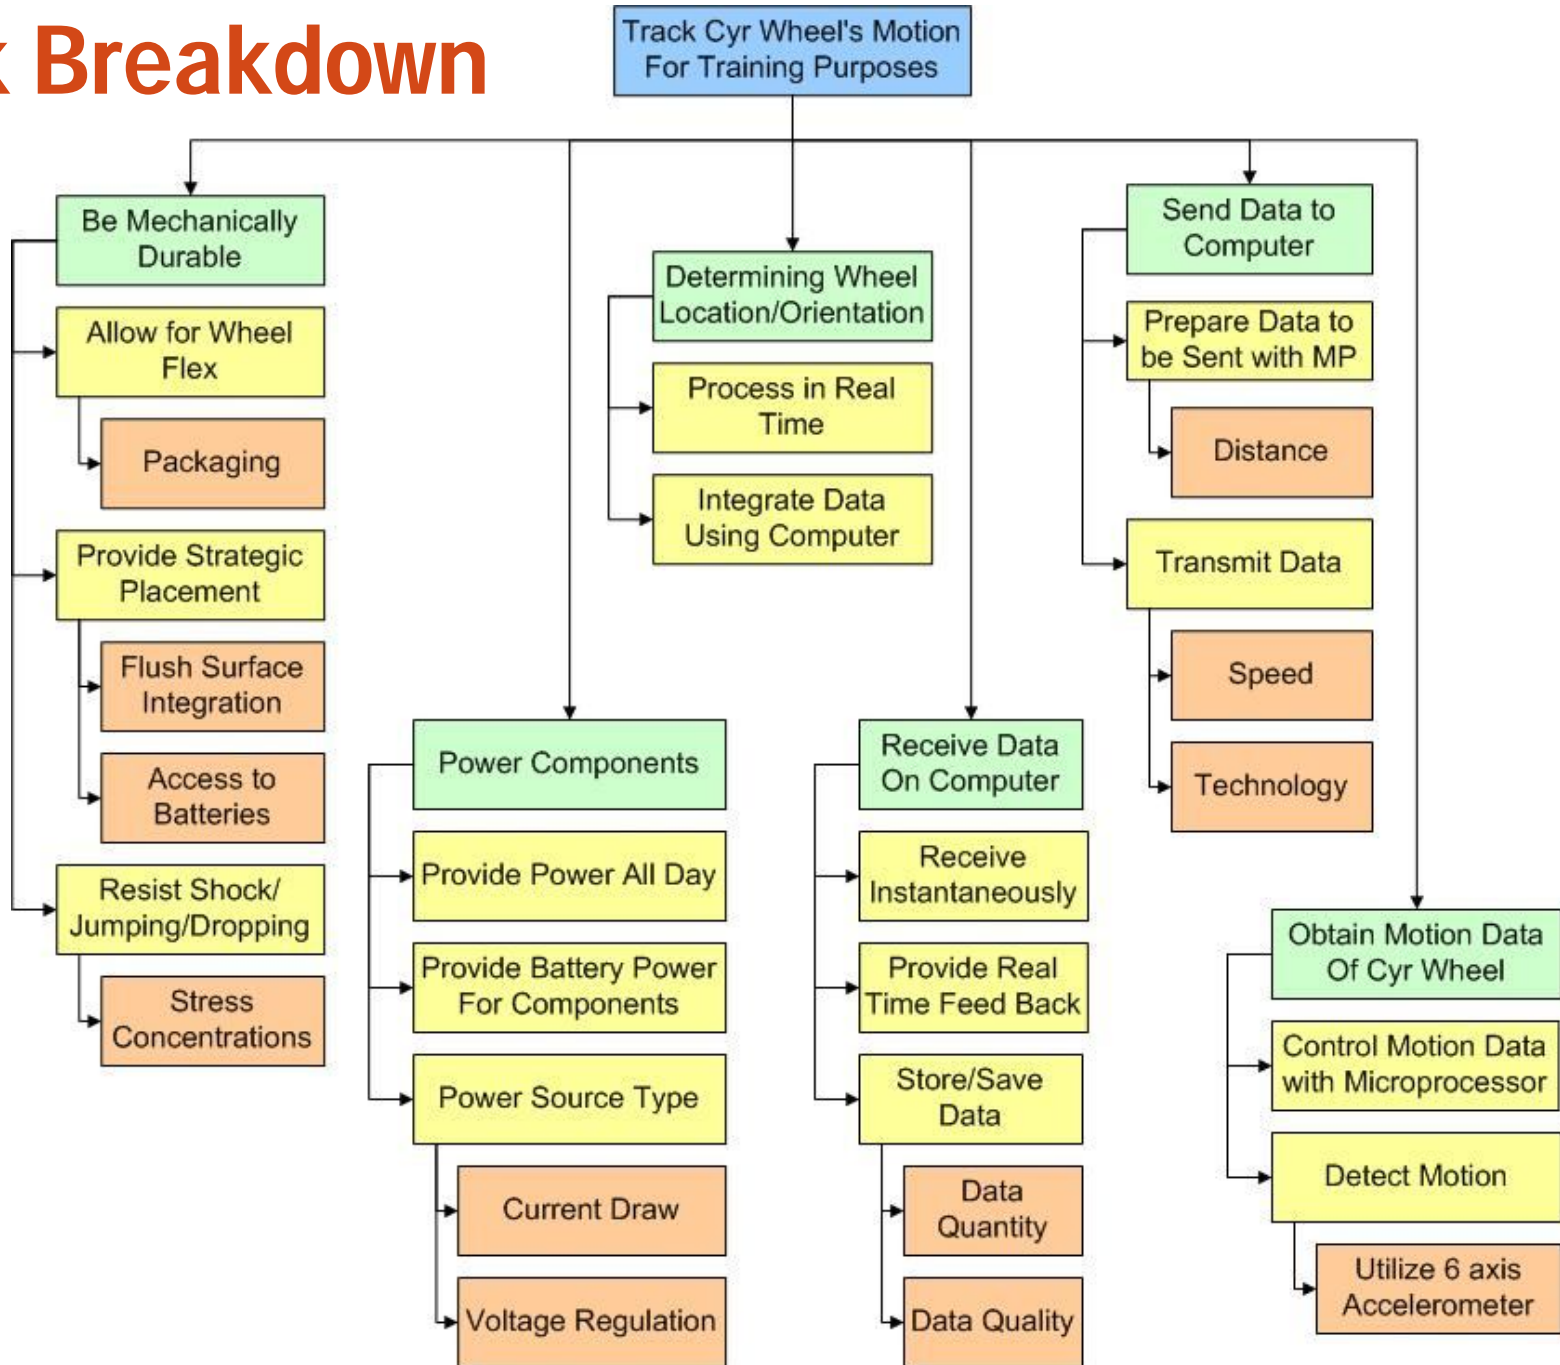 k Breakdown
Track Cyr Wheel's Motion
For Training Purposes
Be Mechanically
Durable
Allow for Wheel
Flex
Packaging
Provide Strategic
Placement
Flush Surface
Integration
Access to
Batteries
Resist Shock/
Jumping/Dropping
Stress
Concentrations
Power Components
Provide Power All Day
Provide Battery Power
For Components
Power Source Type
Current Draw
Voltage Regulation
Determining Wheel
Location/Orientation
Process in Real
Time
Integrate Data
Using Computer
Receive Data
On Computer
Receive
Instantaneously
Provide Real
Time Feed Back
Store/Save
Data
Data
Quantity
Data Quality
Send Data to
Computer
Prepare Data to
be Sent with MP
Distance
Transmit Data
Speed
Technology
Obtain Motion Data
Of Cyr Wheel
Control Motion Data
with Microprocessor
Detect Motion
Utilize 6 axis
Accelerometer